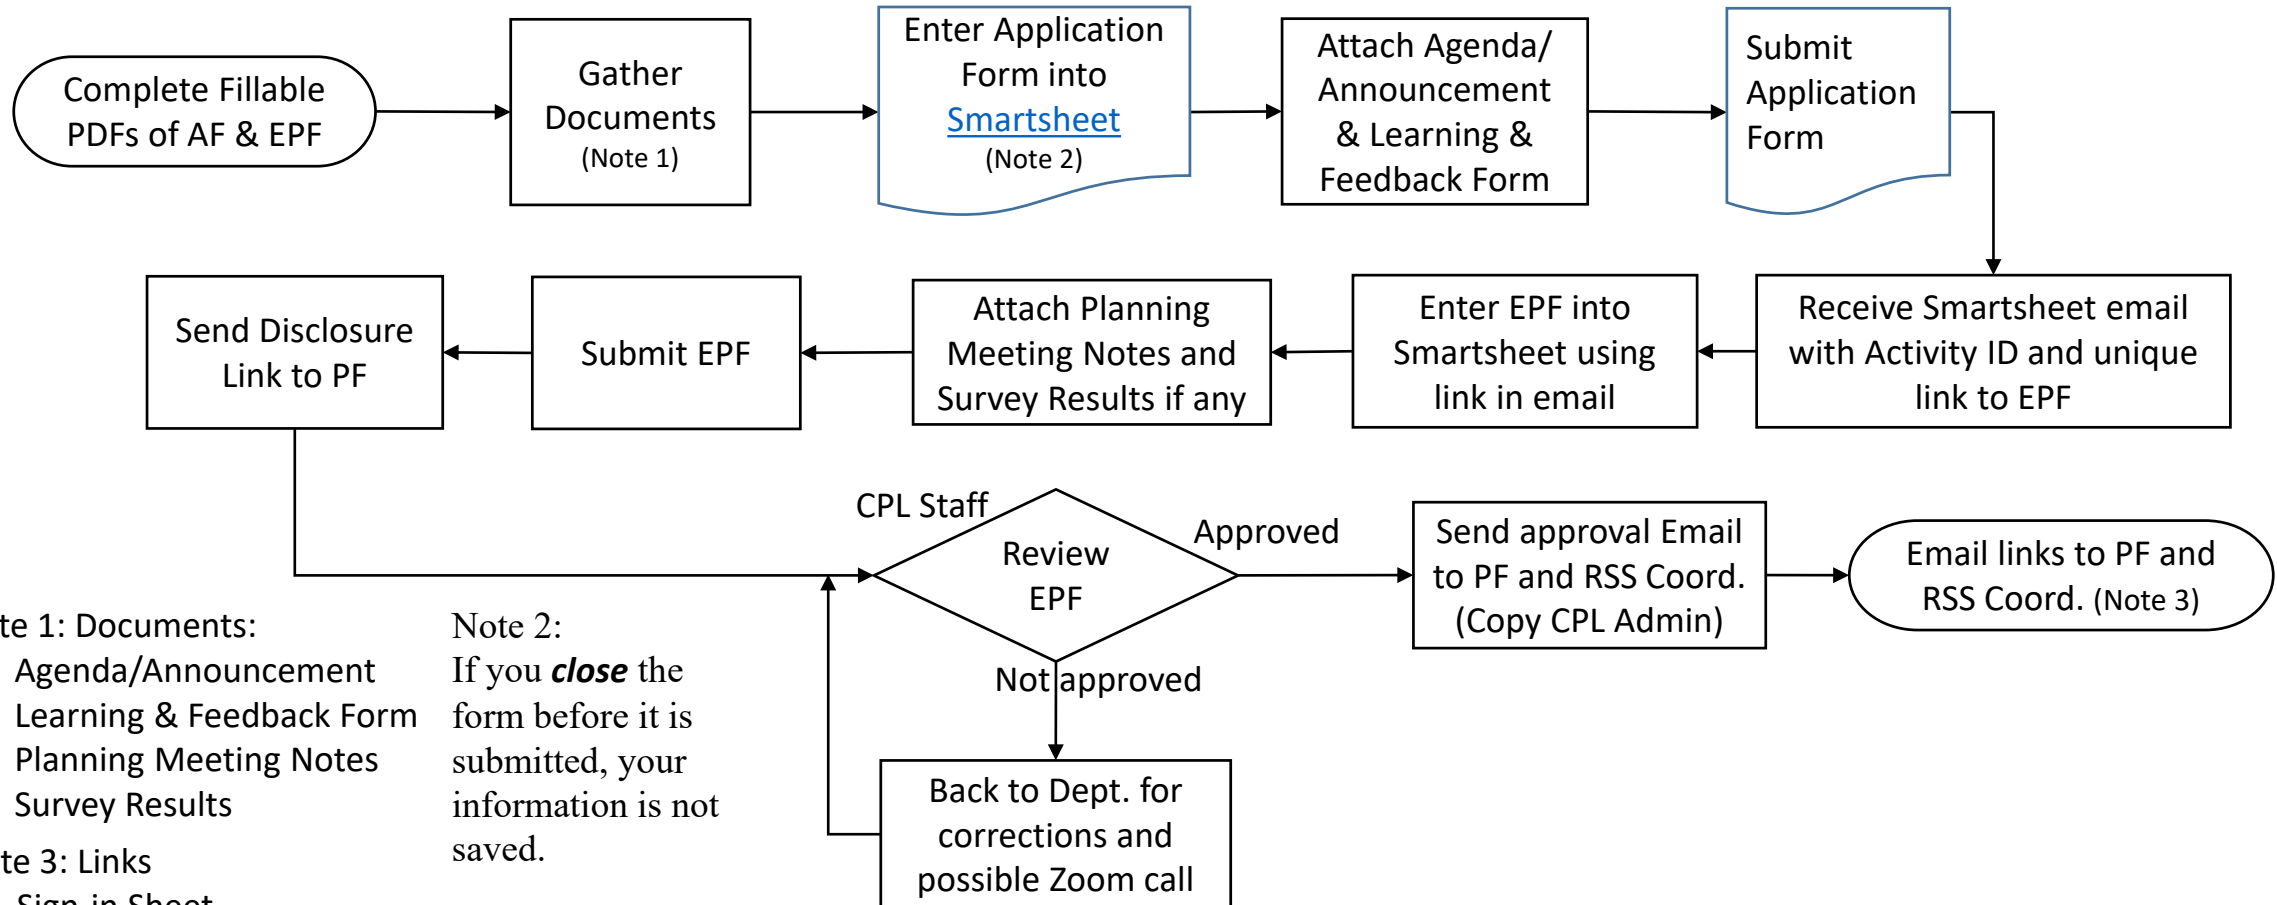 Complete Fillable
PDFs of AF & EPF
Gather
Documents
(Note 1)
Enter Application
Form into
Smartsheet
(Note 2)
Attach Agenda/
Announcement
& Learning &
Feedback Form
Submit
Application
Form
Receive Smartsheet email
with Activity ID and unique
link to EPF
Enter EPF into
Smartsheet using
link in email
Attach Planning
Meeting Notes and
Survey Results if any
Submit EPF
Send Disclosure
Link to PF
CPL Staff
Review
EPF
Approved
Send approval Email
to PF and RSS Coord.
(Copy CPL Admin)
Email links to PF and
RSS Coord. (Note 3)
Not approved
Back to Dept. for
corrections and
possible Zoom call
te 1: Documents:
Agenda/Announcement
Learning & Feedback Form
Planning Meeting Notes
Survey Results
Note 2:
If you close the
form before it is
submitted, your
information is not
saved.
te 3: Links
Sign-in Sheet